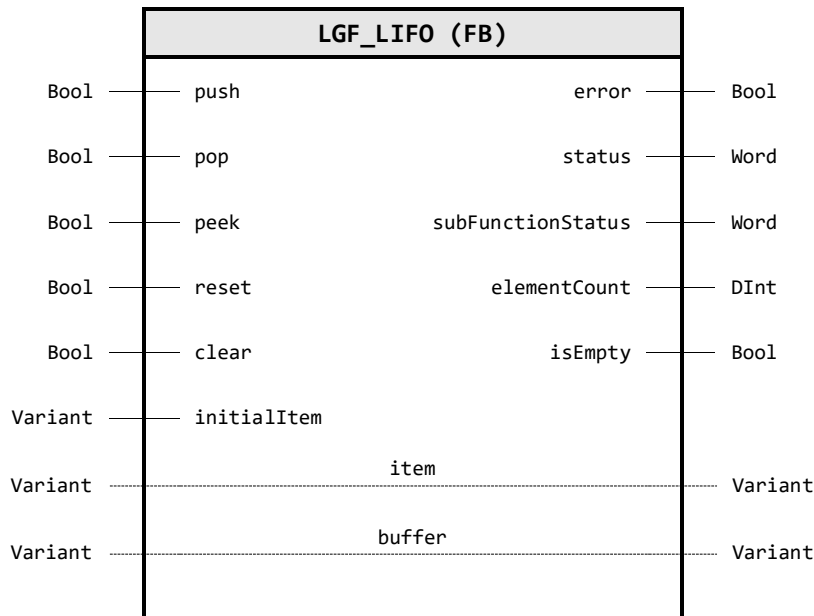 LGF_LIFO (FB)
Bool push error Bool
Bool pop status Word
Bool peek subFunctionStatus Word
Bool reset elementCount DInt
Bool clear isEmpty Bool
Variant initialItem
item
Variant Variant
buffer
Variant Variant